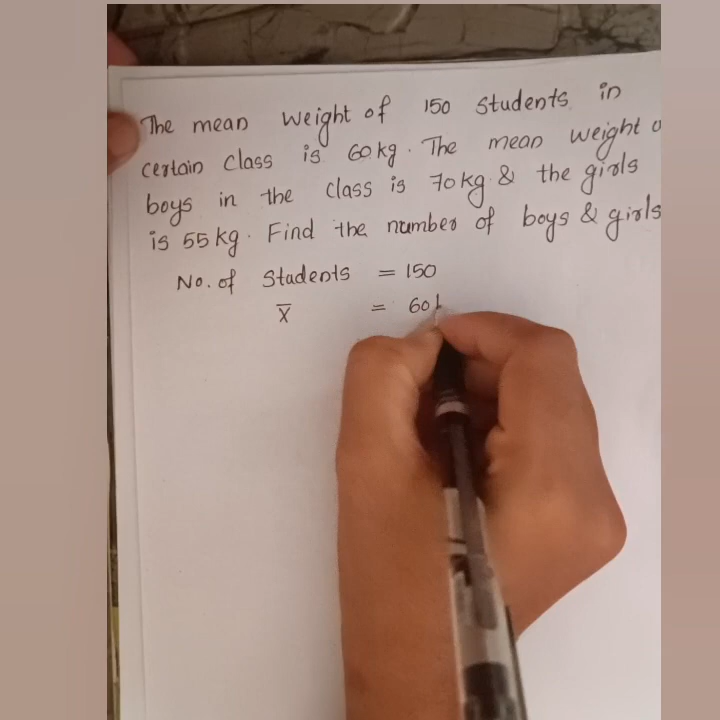 The mean weight of 150 students in
certain class is 60 kg. The mean weight o
boys in the class is 70 kg & the girls
is 55 kg. Find the number of boys & girls
No. of Students = 150
X̅ = 60